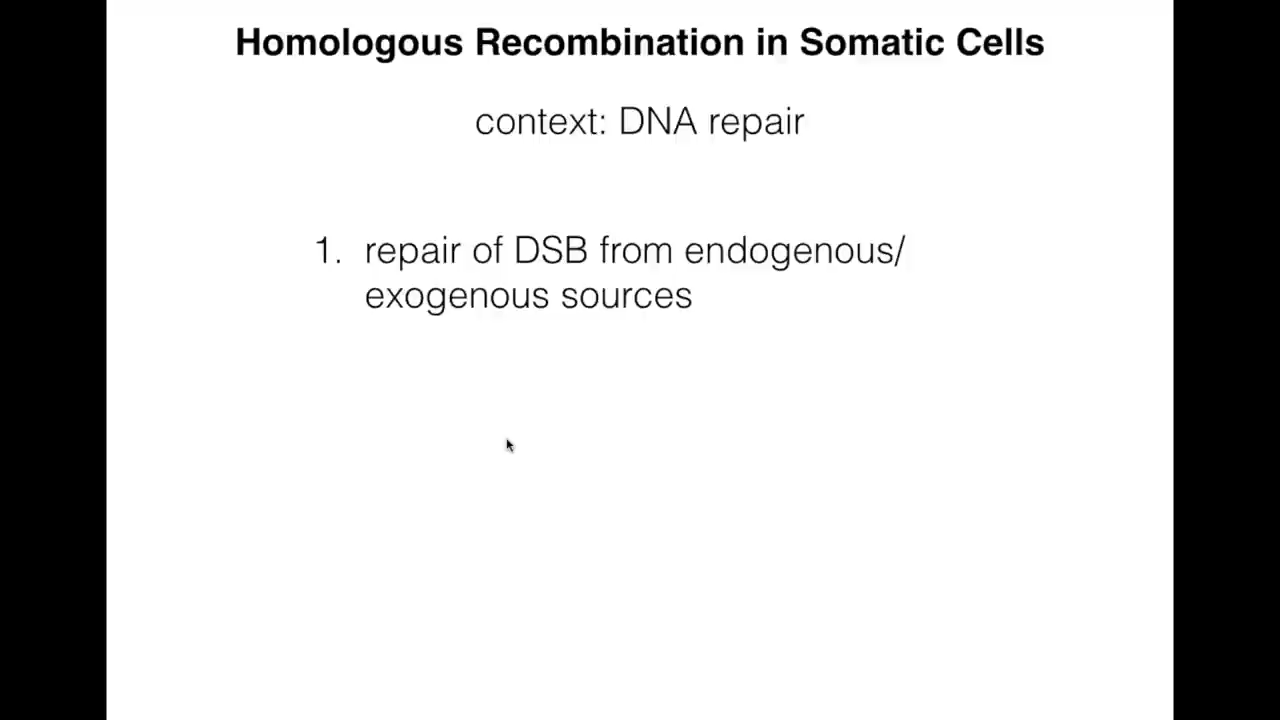 Homologous Recombination in Somatic Cells
context: DNA repair
1. repair of DSB from endogenous/
exogenous sources